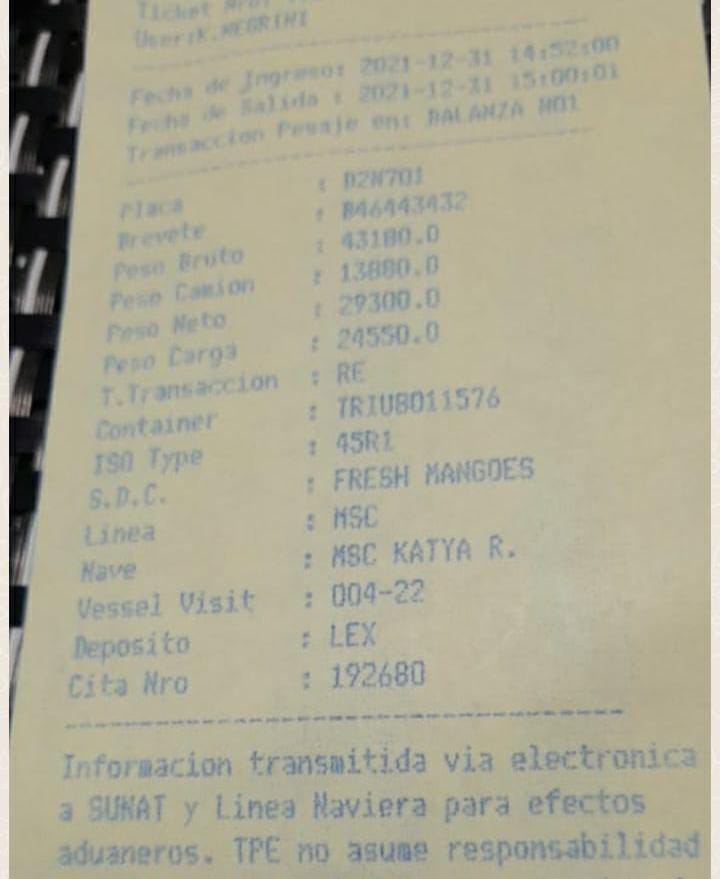 Ticket Nro:
User:K.NEGRINI
Fecha de Ingreso: 2021-12-31 14:52:00
Fecha de Salida : 2021-12-31 15:00:01
Transaccion Pesaje en: BALANZA NO1
Placa : D2N701
Brevete : B46443432
Peso Bruto : 43180.0
Peso Camion : 13880.0
Peso Neto : 29300.0
Peso Carga : 24550.0
T.Transaccion : RE
Container : TRIU8011576
ISO Type : 45R1
S.D.C. : FRESH MANGOES
Linea : MSC
Nave : MSC KATYA R.
Vessel Visit : 004-22
Deposito : LEX
Cita Nro : 192680
Informacion transmitida via electronica
a SUNAT y Linea Naviera para efectos
aduaneros. TPE no asume responsabilidad